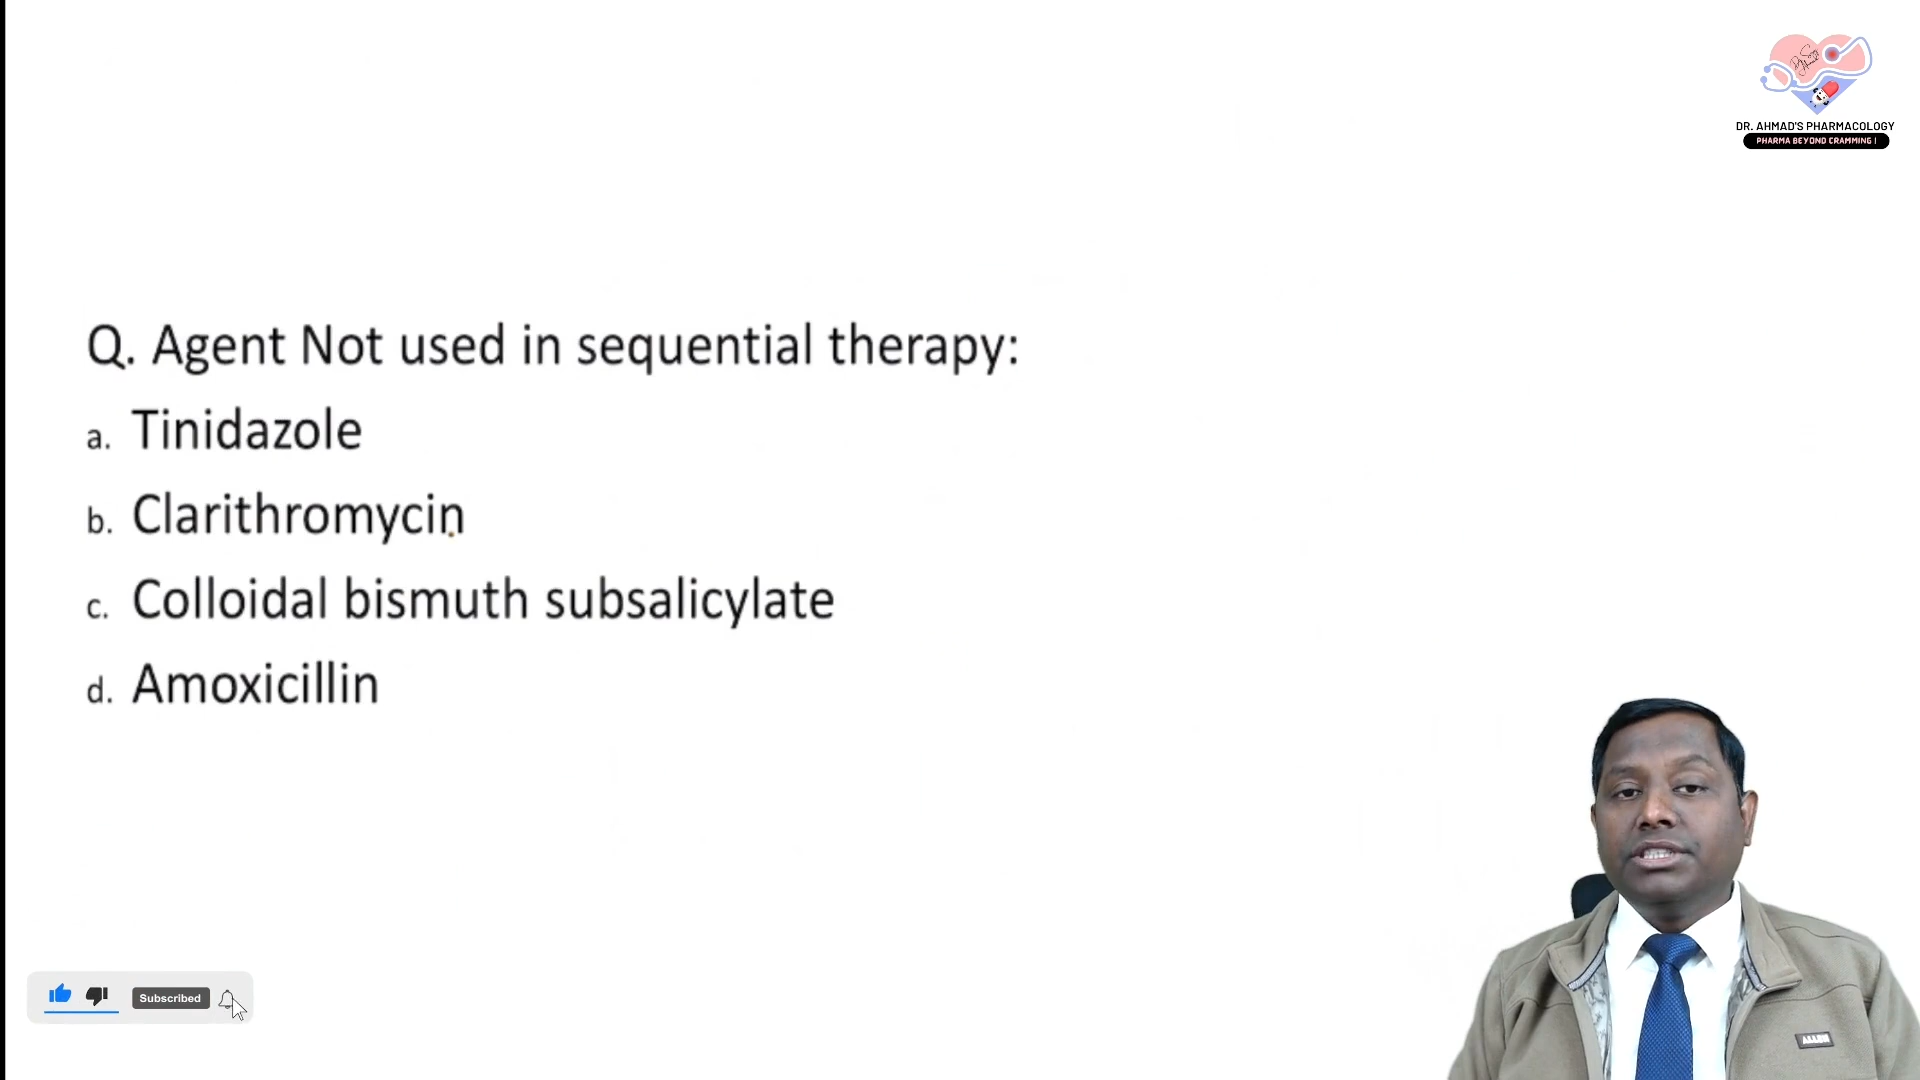 DR. AHMAD'S PHARMACOLOGY
PHARMA BEYOND CRAMMING !
Q. Agent Not used in sequential therapy:
a. Tinidazole
b. Clarithromycin
c. Colloidal bismuth subsalicylate
d. Amoxicillin
Subscribed